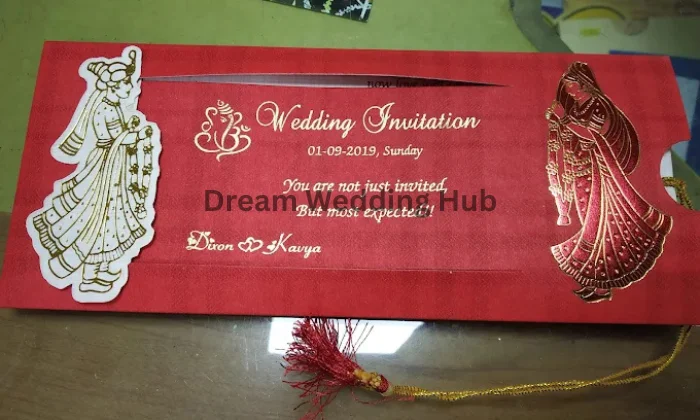 Wedding Invitation
01-09-2019, Sunday
You are not just invited,
Dream Wedding Hub
But most expected!!
Dixon Kavya